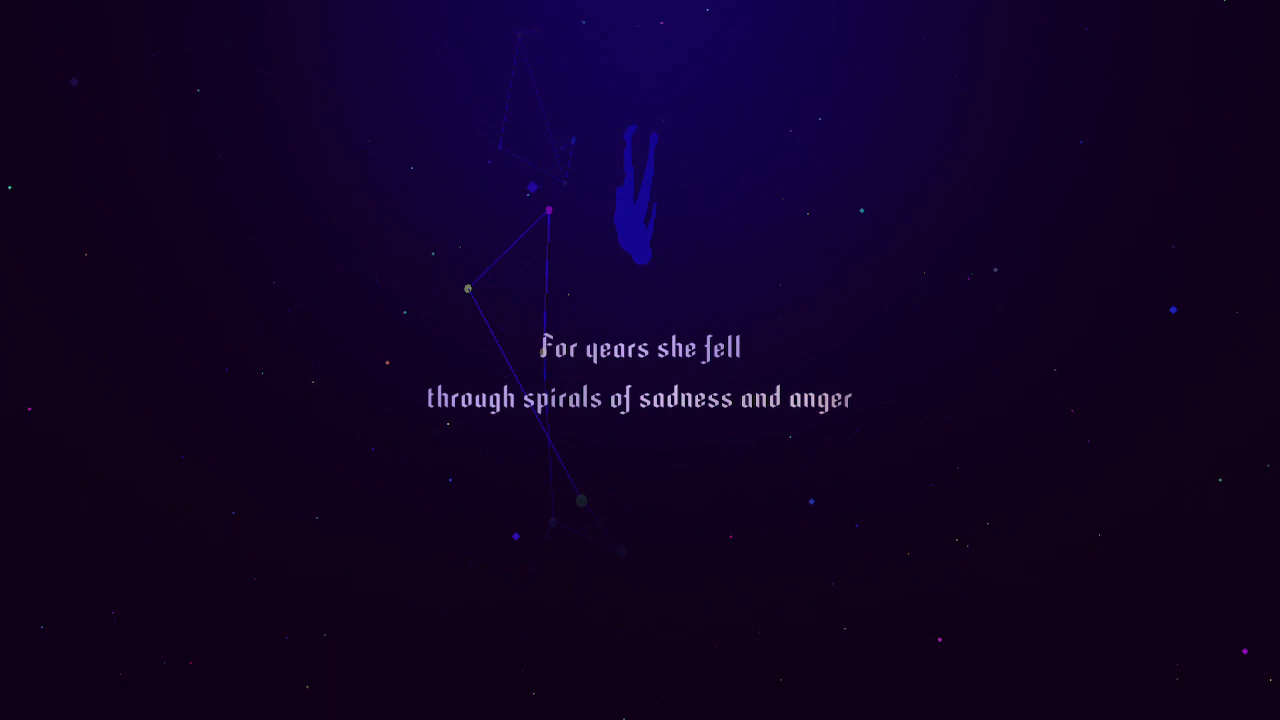 For years she fell
through spirals of sadness and anger